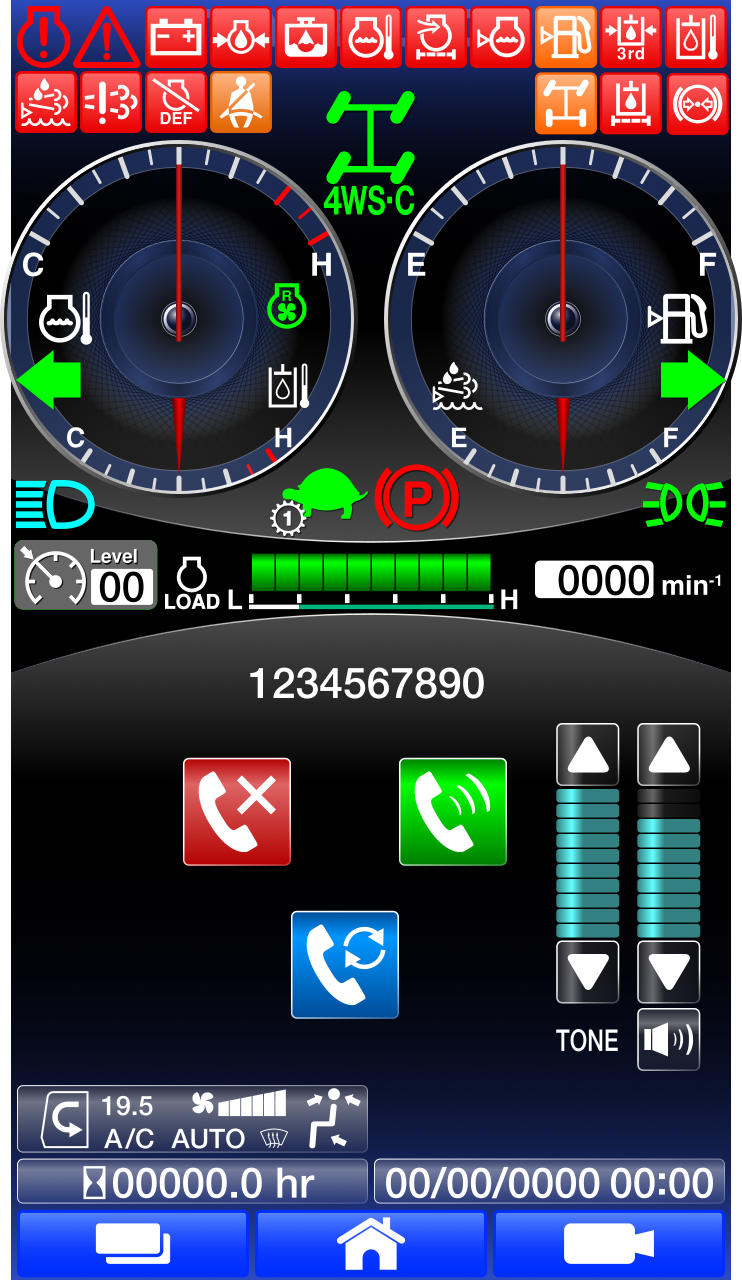 3rd
DEF
4WS·C
C H
E F
R
C H
E F
1
P
Level
00
LOAD L H
0000 min-1
1234567890
TONE
19.5
A/C AUTO
00000.0 hr
00/00/0000 00:00